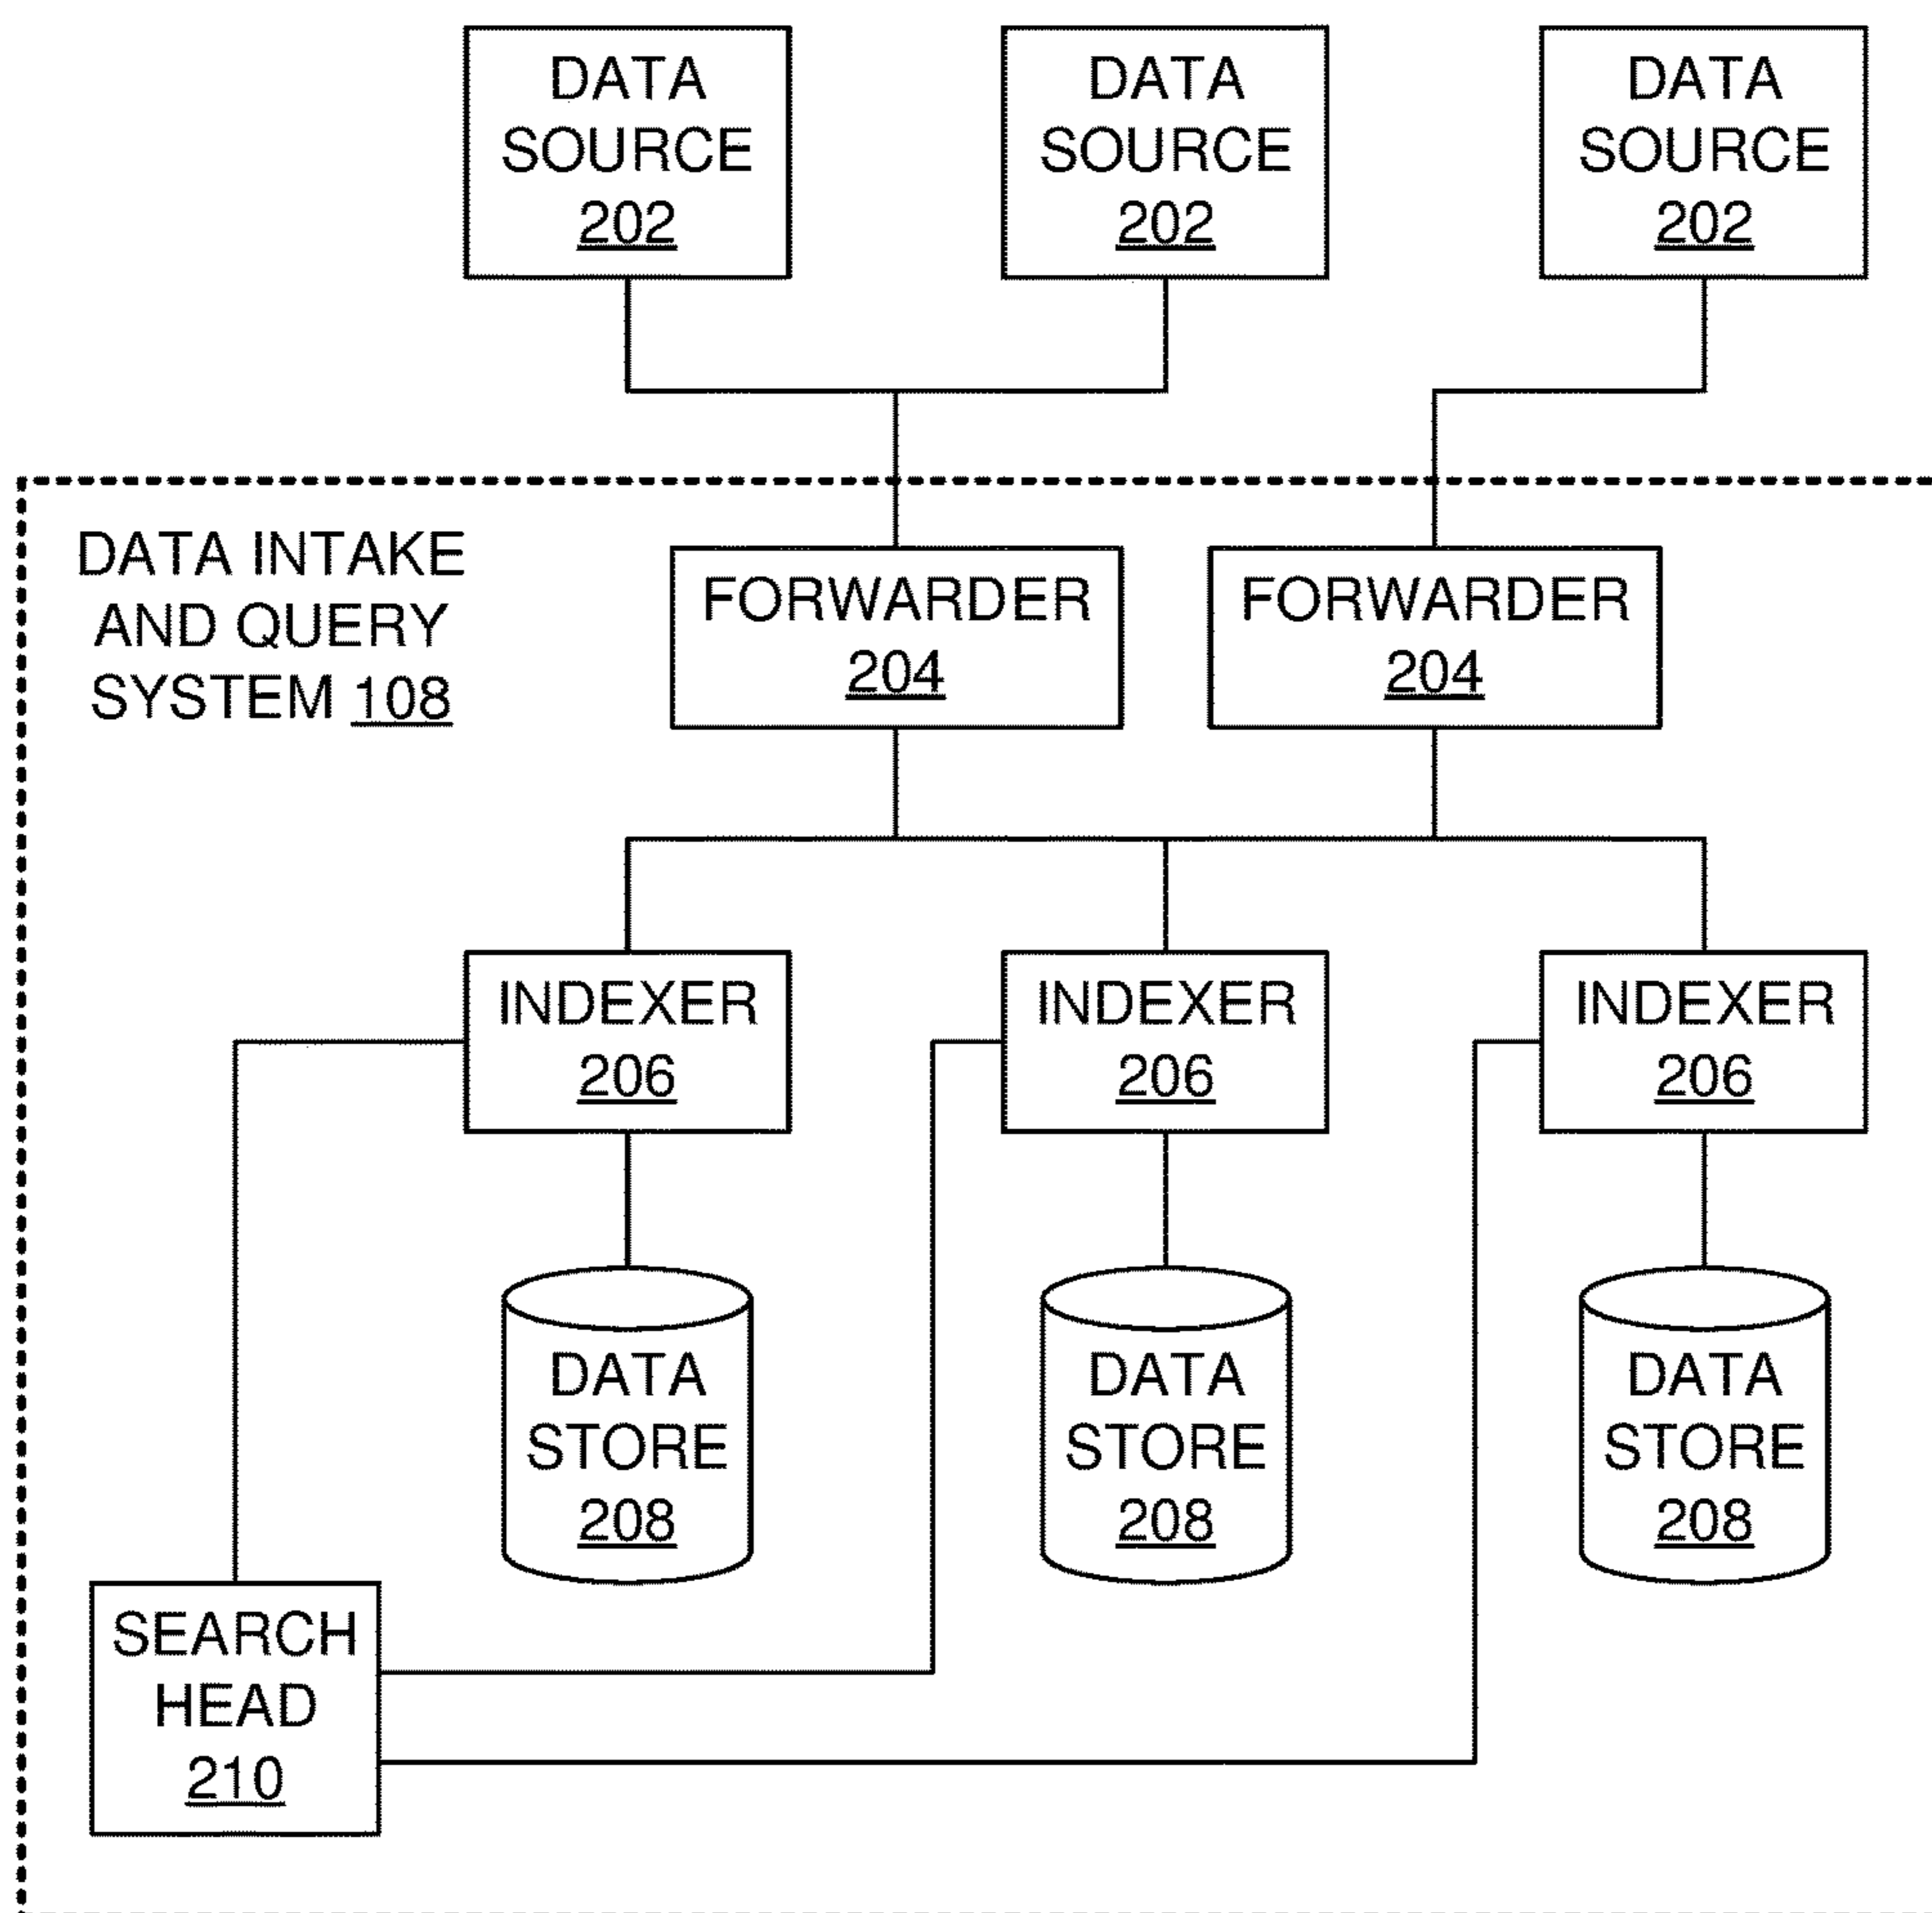 DATA
SOURCE
202
DATA
SOURCE
202
DATA
SOURCE
202
DATA INTAKE
AND QUERY
SYSTEM 108
FORWARDER
204
FORWARDER
204
INDEXER
206
INDEXER
206
INDEXER
206
DATA
STORE
208
DATA
STORE
208
DATA
STORE
208
SEARCH
HEAD
210